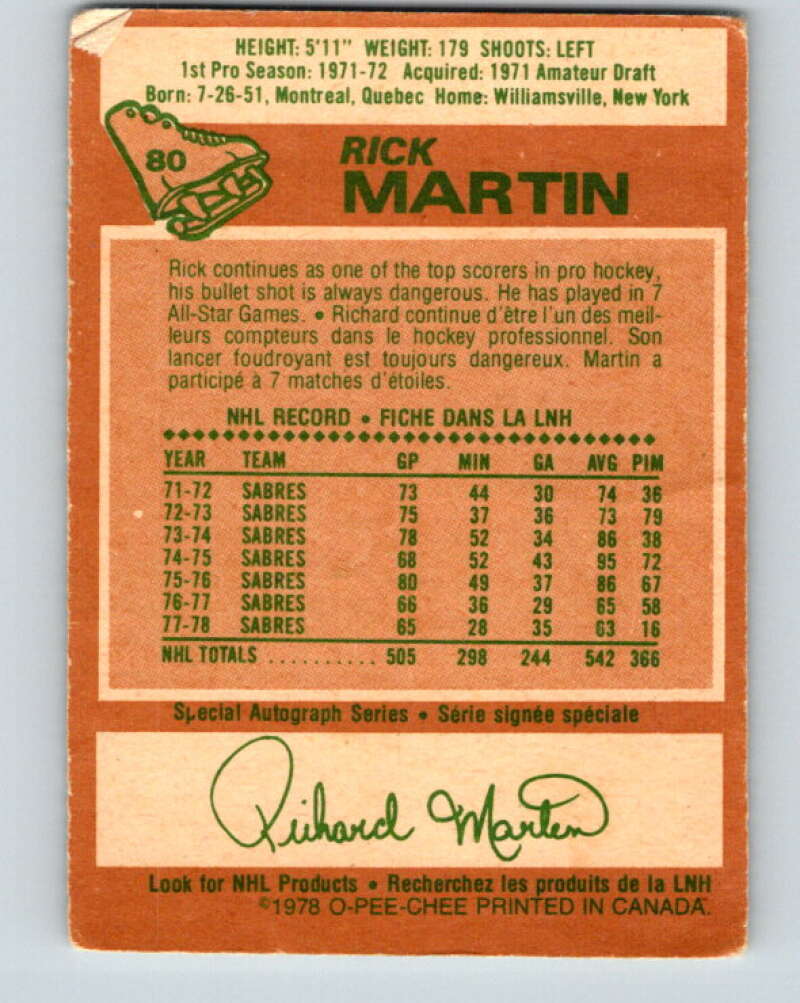 HEIGHT: 5'11" WEIGHT: 179 SHOOTS: LEFT
1st Pro Season: 1971-72 Acquired: 1971 Amateur Draft
Born: 7-26-51, Montreal, Quebec Home: Williamsville, New York
80
RICK
MARTIN
Rick continues as one of the top scorers in pro hockey,
his bullet shot is always dangerous. He has played in 7
All-Star Games. • Richard continue d'être l'un des meil-
leurs compteurs dans le hockey professionnel. Son
lancer foudroyant est toujours dangereux. Martin a
participé à 7 matches d'étoiles.
NHL RECORD • FICHE DANS LA LNH
YEAR TEAM GP MIN GA AVG PIM
71-72 SABRES 73 44 30 74 36
72-73 SABRES 75 37 36 73 79
73-74 SABRES 78 52 34 86 38
74-75 SABRES 68 52 43 95 72
75-76 SABRES 80 49 37 86 67
76-77 SABRES 66 36 29 65 58
77-78 SABRES 65 28 35 63 16
NHL TOTALS .......... 505 298 244 542 366
Special Autograph Series • Série signée spéciale
Richard Martin
Look for NHL Products • Recherchez les produits de la LNH
©1978 O-PEE-CHEE PRINTED IN CANADA.